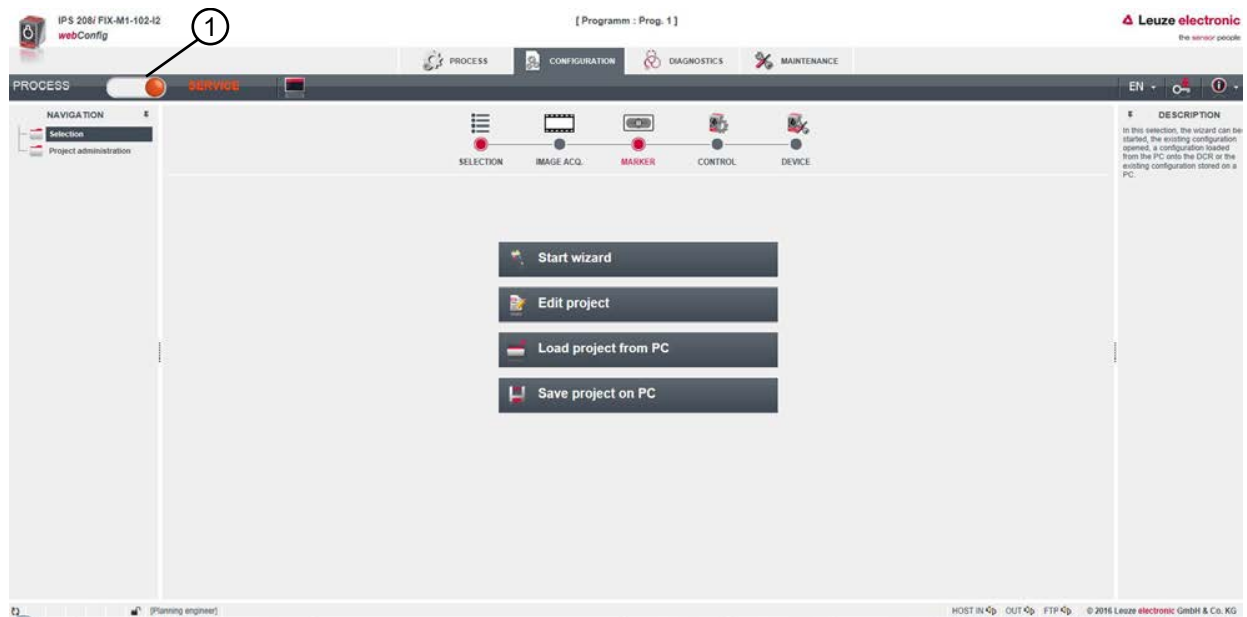 IPS 208i FIX-M1-102-I2
webConfig
1
[ Programm : Prog. 1 ]
Leuze electronic
the sensor people
PROCESS
CONFIGURATION
DIAGNOSTICS
MAINTENANCE
PROCESS
SERVICE
EN
NAVIGATION
Selection
Project administration
SELECTION
IMAGE ACQ.
MARKER
CONTROL
DEVICE
DESCRIPTION
In this selection, the wizard can be
started, the existing configuration
opened, a configuration loaded
from the PC onto the DCR or the
existing configuration stored on a
PC.
Start wizard
Edit project
Load project from PC
Save project on PC
[Planning engineer]
HOST IN
OUT
FTP
© 2016 Leuze electronic GmbH & Co. KG